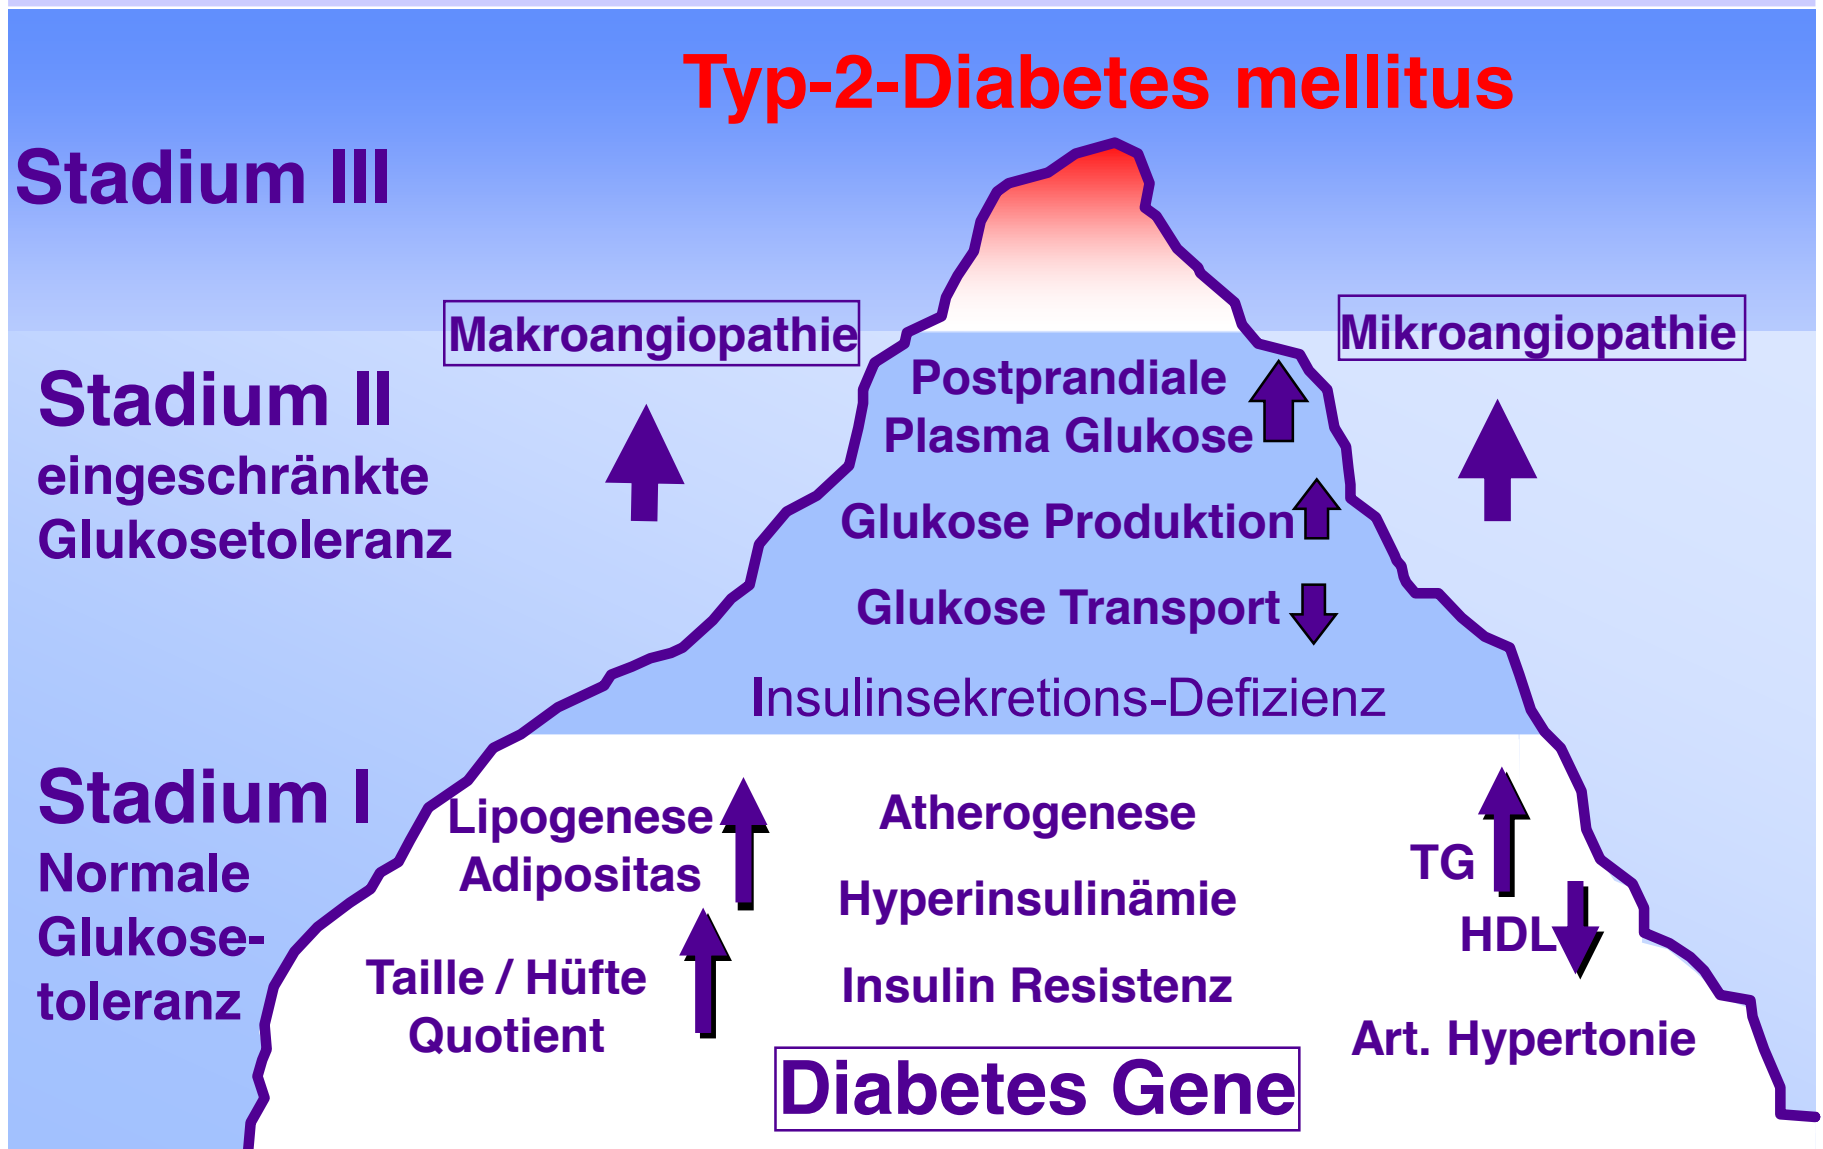 Typ-2-Diabetes mellitus
Stadium III
Makroangiopathie
Mikroangiopathie
Stadium II
eingeschränkte
Glukosetoleranz
Postprandiale
Plasma Glukose
Glukose Produktion
Glukose Transport
Insulinsekretions-Defizienz
Stadium I
Normale
Glukose-
toleranz
Lipogenese
Adipositas
Taille / Hüfte
Quotient
Atherogenese
Hyperinsulinämie
Insulin Resistenz
TG
HDL
Art. Hypertonie
Diabetes Gene